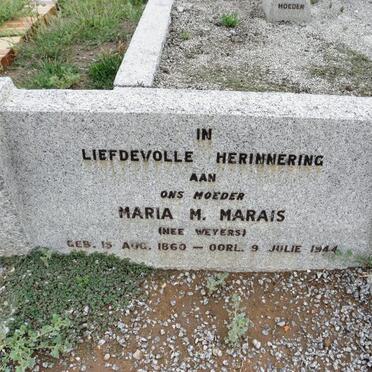 MOEDER
IN
LIEFDEVOLLE HERINNERING
AAN
ONS MOEDER
MARIA M. MARAIS
(NEE WEYERS)
GEB. 15 AUG. 1860 — OORL. 9 JULIE 1944